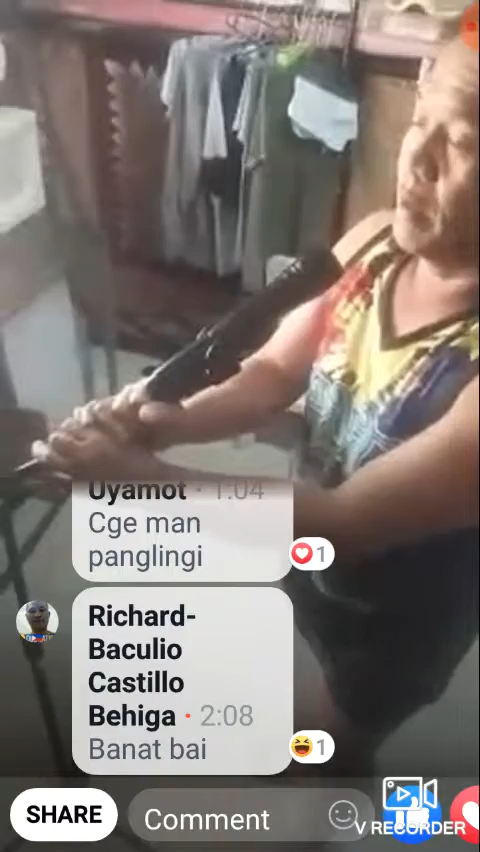 Uyamot · 1:04
Cge man
panglingi
1
Richard-
Baculio
Castillo
Behiga · 2:08
Banat bai
1
SHARE
Comment
V RECORDER